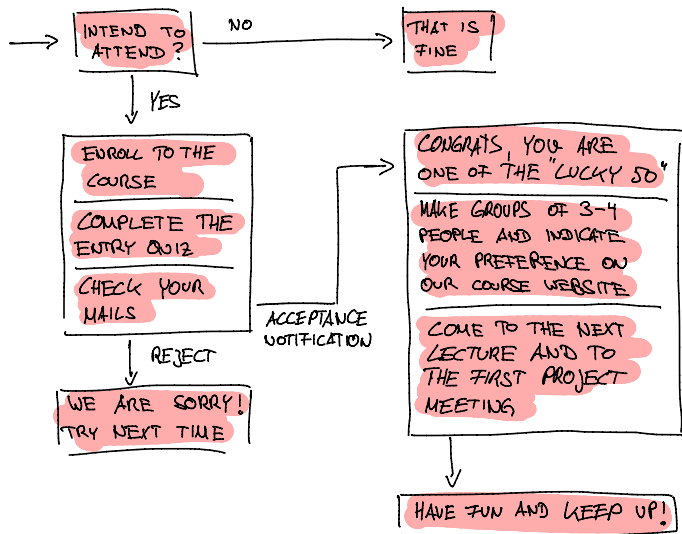 INTEND TO
ATTEND?
NO
THAT IS
FINE
YES
ENROLL TO THE
COURSE
COMPLETE THE
ENTRY QUIZ
CHECK YOUR
MAILS
REJECT
WE ARE SORRY!
TRY NEXT TIME
ACCEPTANCE
NOTIFICATION
CONGRATS, YOU ARE
ONE OF THE "LUCKY 50"
MAKE GROUPS OF 3-4
PEOPLE AND INDICATE
YOUR PREFERENCE ON
OUR COURSE WEBSITE
COME TO THE NEXT
LECTURE AND TO
THE FIRST PROJECT
MEETING
HAVE FUN AND KEEP UP!